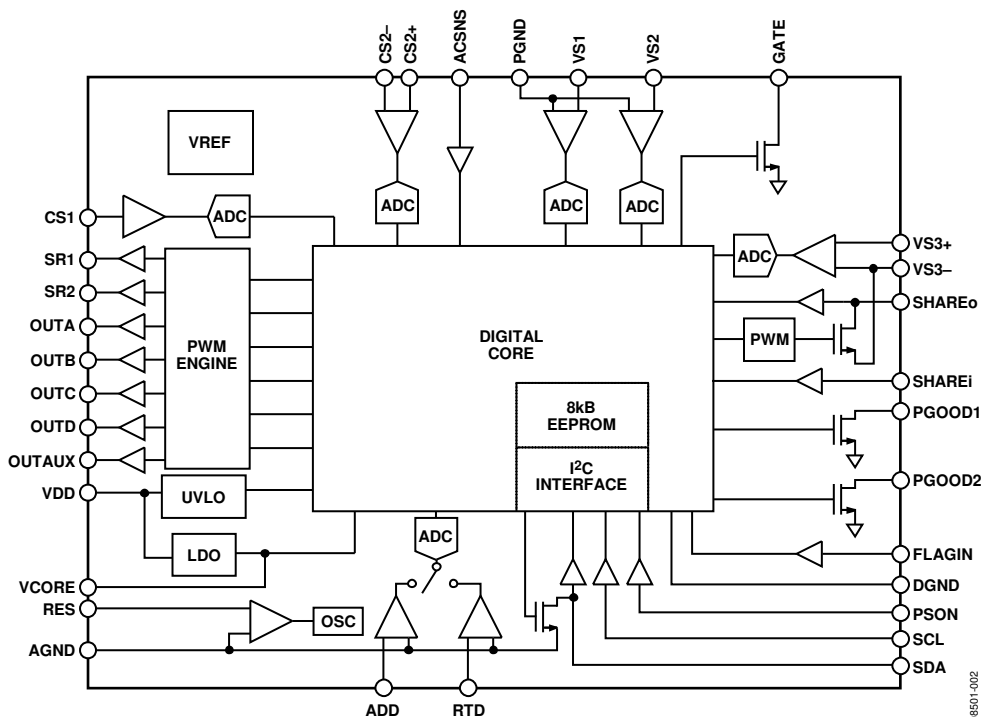 CS2–
CS2+
ACSNS
PGND
VS1
VS2
GATE
VREF
ADC
ADC
ADC
CS1
ADC
ADC
VS3+
VS3–
SR1
SR2
OUTA
OUTB
OUTC
OUTD
OUTAUX
PWM
ENGINE
DIGITAL
CORE
PWM
SHAREo
SHAREi
8kB
EEPROM
I2C
INTERFACE
PGOOD1
PGOOD2
VDD
UVLO
LDO
ADC
FLAGIN
VCORE
DGND
RES
OSC
PSON
SCL
AGND
SDA
ADD
RTD
8501-002